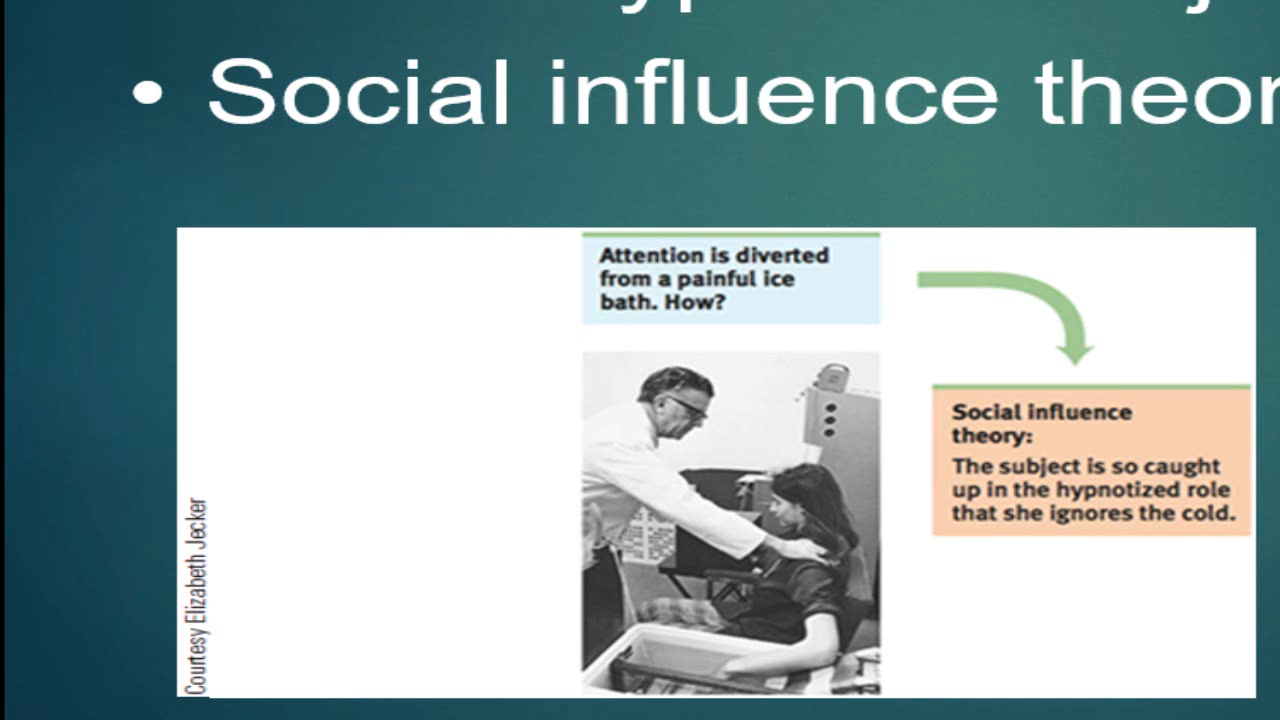 • Social influence theor
Attention is diverted
from a painful ice
bath. How?
Social influence
theory:
The subject is so caught
up in the hypnotized role
that she ignores the cold.
Courtesy Elizabeth Jecker